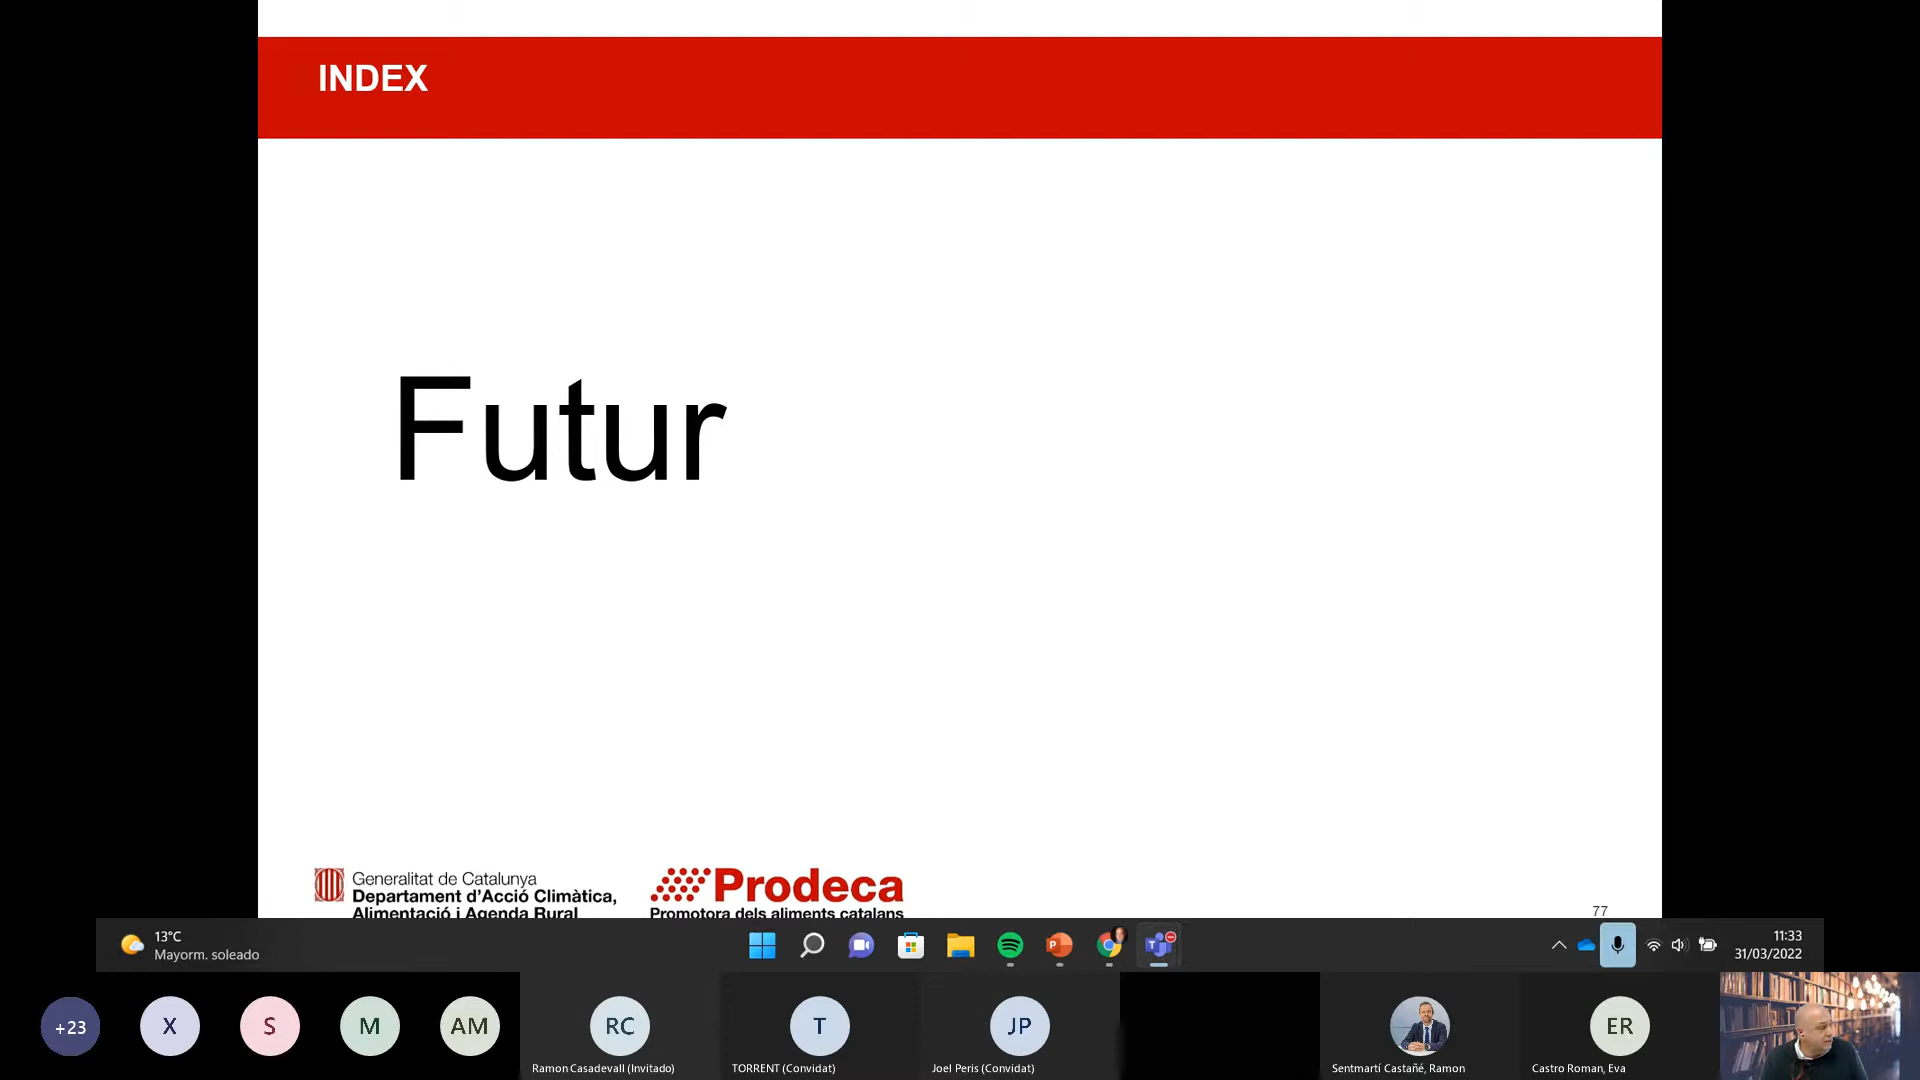 INDEX
Futur
Generalitat de Catalunya
Departament d'Acció Climàtica,
Alimentació i Agenda Rural
Prodeca
Promotora dels aliments catalans
77
13°C
Mayorm. soleado
11:33
31/03/2022
+23
X
S
M
AM
RC
T
JP
ER
Ramon Casadevall (Invitado)
TORRENT (Convidat)
Joel Peris (Convidat)
Sentmartí Castañé, Ramon
Castro Roman, Eva